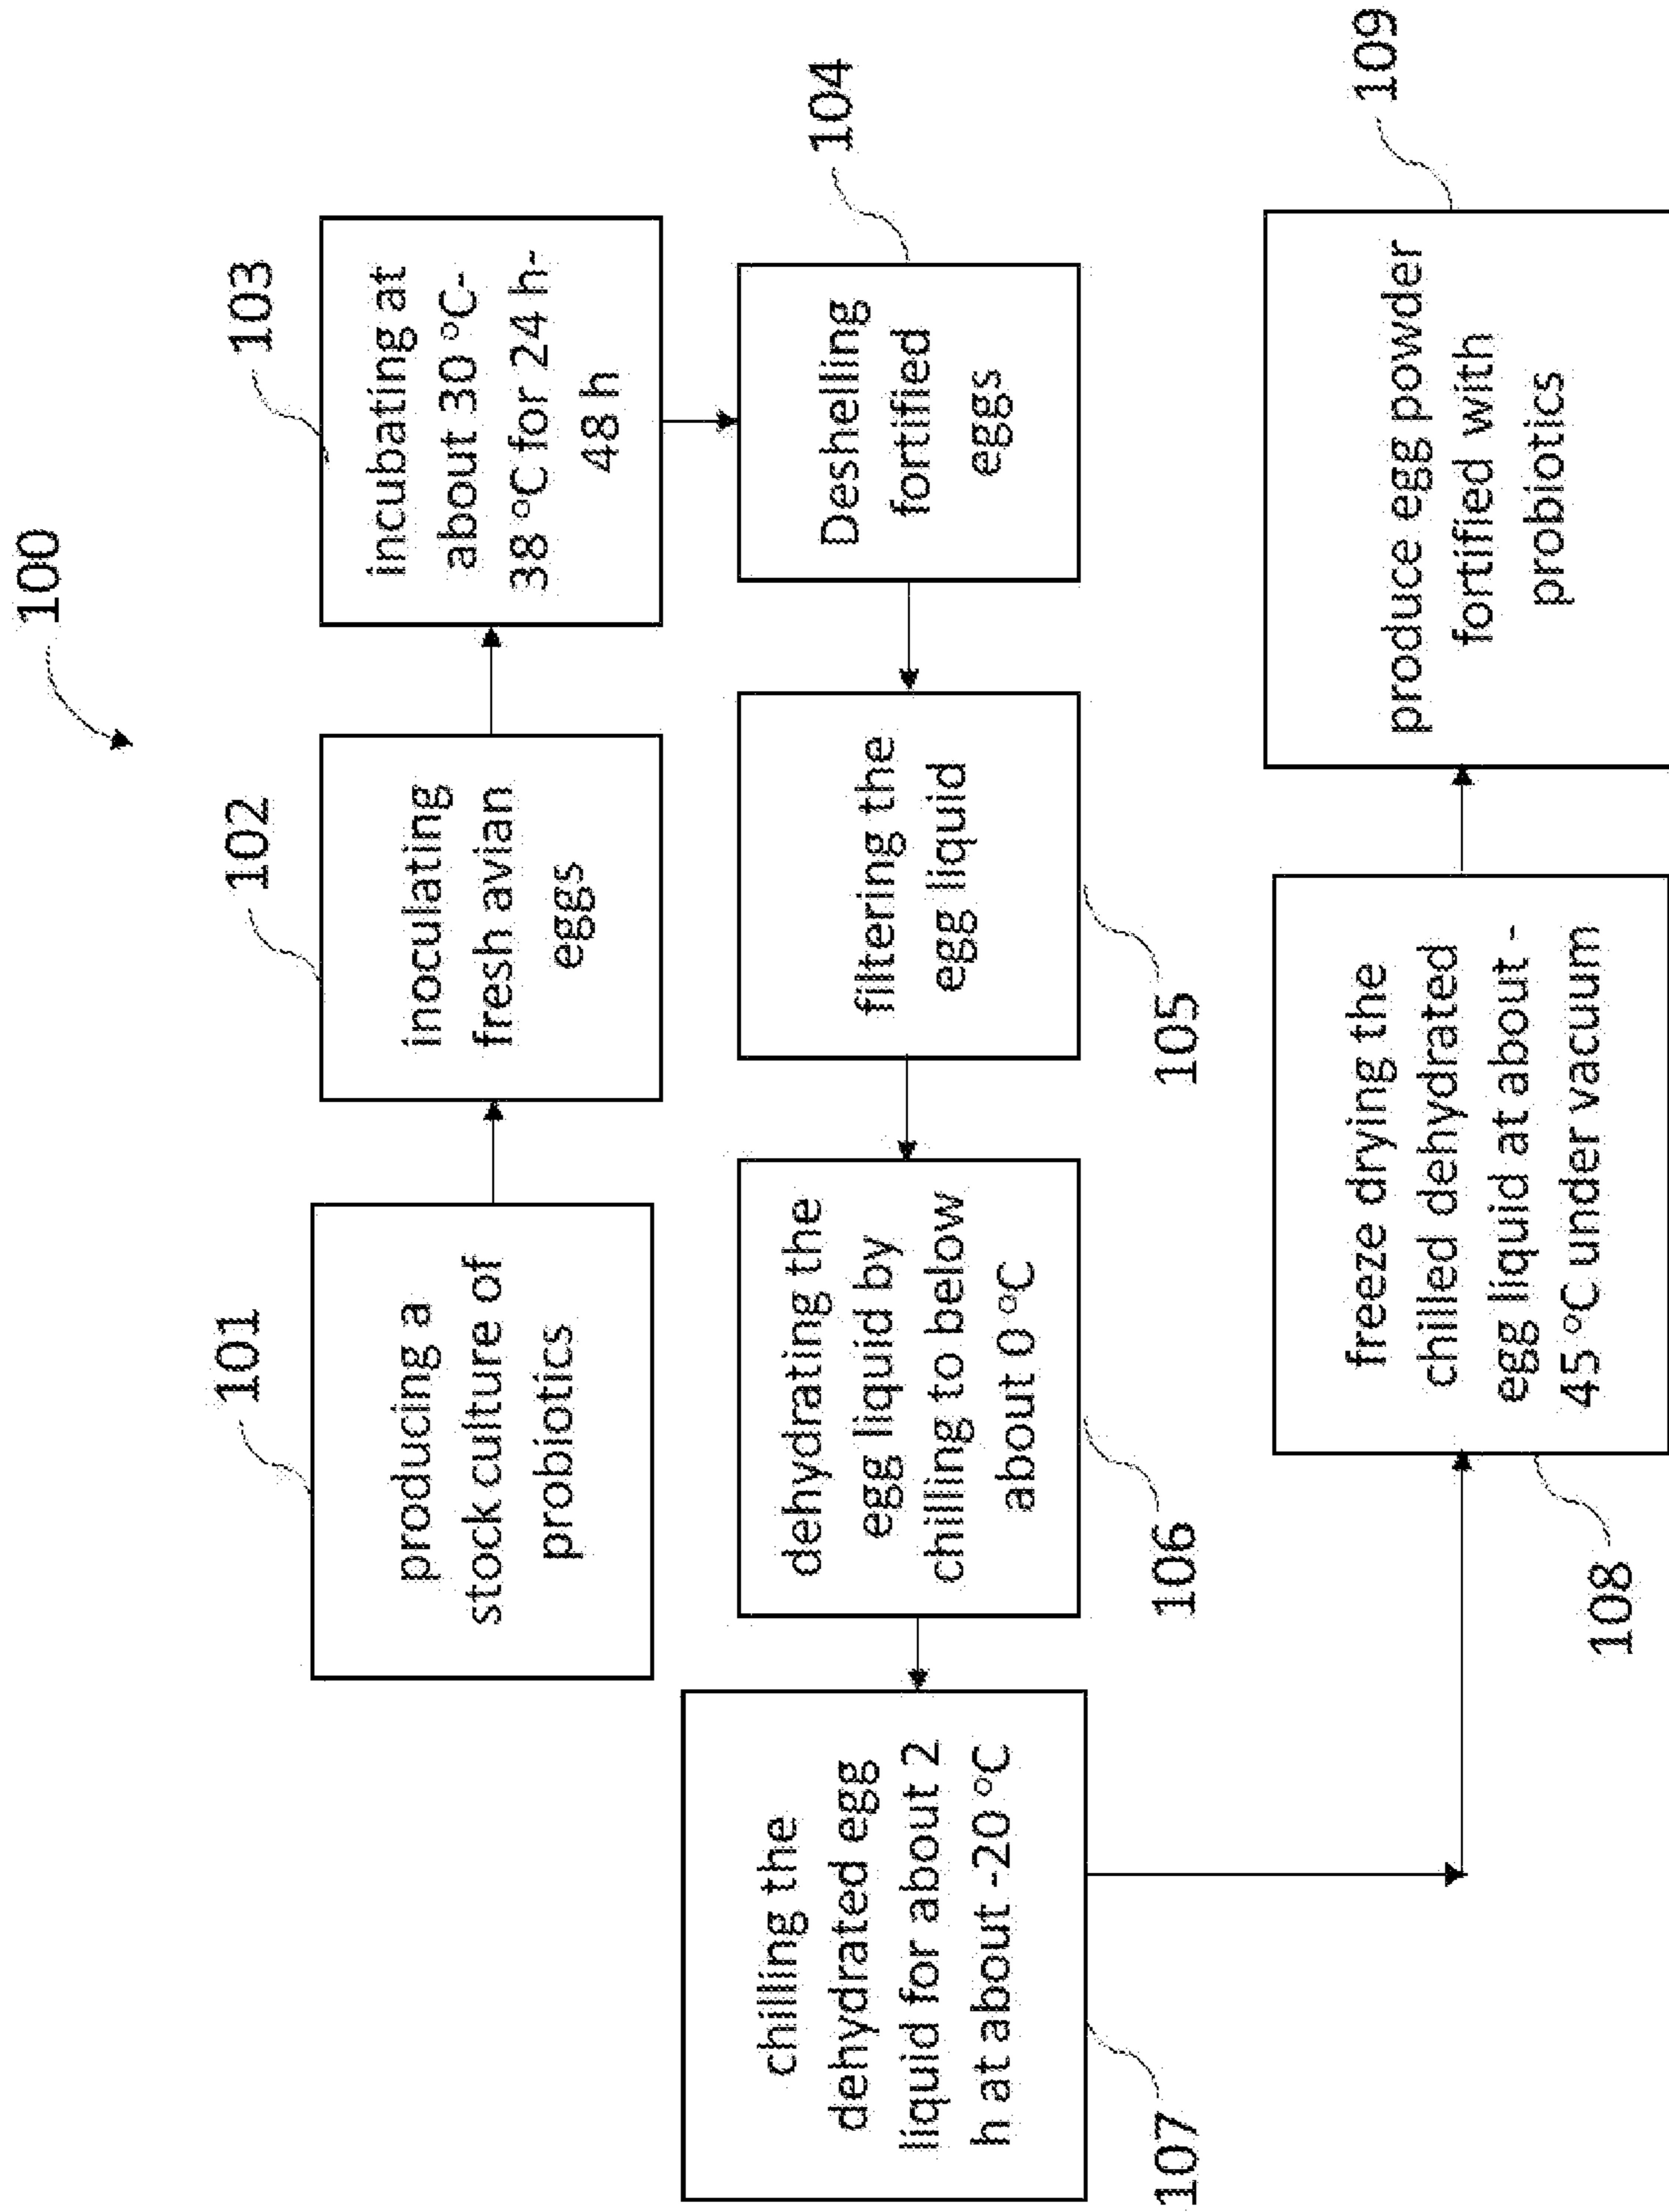 100
101
producing a
stock culture of
probiotics
102
inoculating
fresh avian
eggs
103
incubating at
about 30 °C-
38 °C for 24 h-
48 h
104
Deshelling
fortified
eggs
filtering the
egg liquid
105
dehydrating the
egg liquid by
chilling to below
about 0 °C
106
chilling the
dehydrated egg
liquid for about 2
h at about -20 °C
107
freeze drying the
chilled dehydrated
egg liquid at about -
45 °C under vacuum
108
109
produce egg powder
fortified with
probiotics